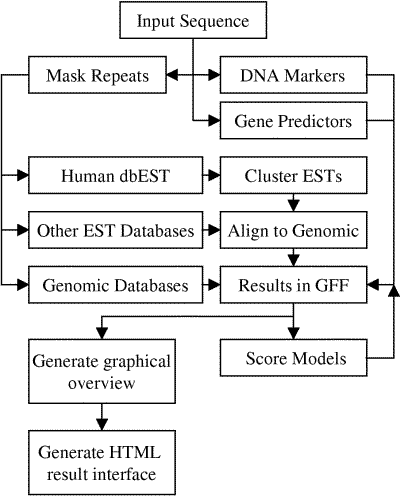 Input Sequence
Mask Repeats
DNA Markers
Gene Predictors
Human dbEST
Cluster ESTs
Other EST Databases
Align to Genomic
Genomic Databases
Results in GFF
Generate graphical
overview
Score Models
Generate HTML
result interface